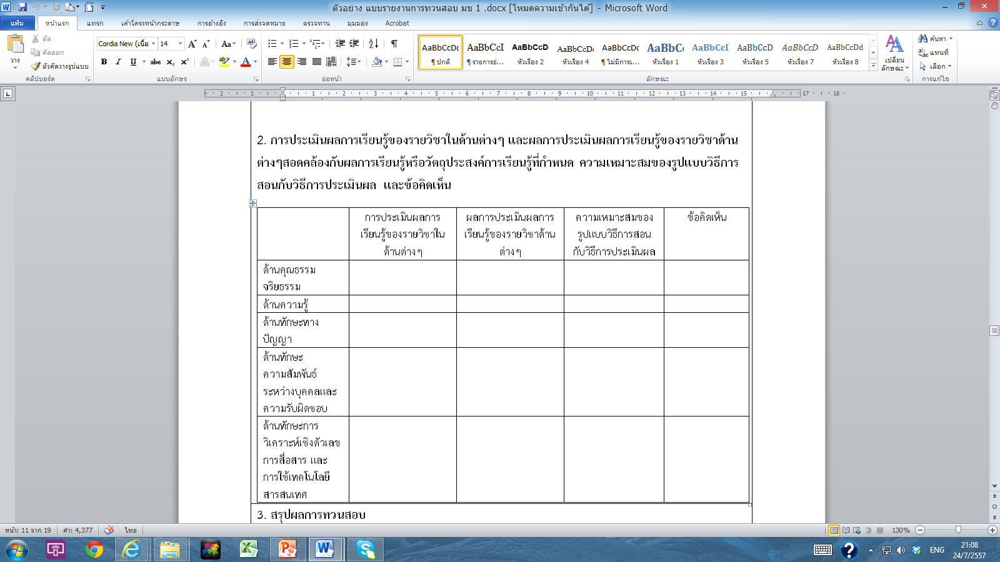 ตัวอย่าง แบบรายงานการทวนสอบ มข 1 .docx [โหมดความเข้ากันได้] - Microsoft Word
แฟ้ม หน้าแรก แทรก เค้าโครงหน้ากระดาษ การอ้างอิง การส่งจดหมาย ตรวจทาน มุมมอง Acrobat
วาง
ตัด
คัดลอก
ตัวคัดวางรูปแบบ
คลิปบอร์ด
Cordia New (เนื้อ 14
แบบอักษร
ย่อหน้า
AaBbCcDc AaBbCcI AaBbCcD AaBbCcDc AaBbCcDc AaBbC AaBbCcI AaBbCcD AaBbCcD AaBbCcDd
¶ ปกติ ¶ รายการย่... หัวเรื่อง 2 หัวเรื่อง 4 ¶ ไม่มีการเ... หัวเรื่อง 1 หัวเรื่อง 3 หัวเรื่อง 5 หัวเรื่อง 7 หัวเรื่อง 8
ลักษณะ
เปลี่ยน
ลักษณะ
ค้นหา
แทนที่
เลือก
การแก้ไข
2 1 1 2 3 4 5 6 7 8 9 10 11 12 13 14 15 17 18
2. การประเมินผลการเรียนรู้ของรายวิชาในด้านต่างๆ และผลการประเมินผลการเรียนรู้ของรายวิชาด้าน
ต่างๆสอดคล้องกับผลการเรียนรู้หรือวัตถุประสงค์การเรียนรู้ที่กำหนด ความเหมาะสมของรูปแบบวิธีการ
สอนกับวิธีการประเมินผล และข้อคิดเห็น
การประเมินผลการ
เรียนรู้ของรายวิชาใน
ด้านต่างๆ
ผลการประเมินผลการ
เรียนรู้ของรายวิชาด้าน
ต่างๆ
ความเหมาะสมของ
รูปแบบวิธีการสอน
กับวิธีการประเมินผล
ข้อคิดเห็น
ด้านคุณธรรม
จริยธรรม
ด้านความรู้
ด้านทักษะทาง
ปัญญา
ด้านทักษะ
ความสัมพันธ์
ระหว่างบุคคลและ
ความรับผิดชอบ
ด้านทักษะการ
วิเคราะห์เชิงตัวเลข
การสื่อสาร และ
การใช้เทคโนโลยี
สารสนเทศ
3. สรุปผลการทวนสอบ
หน้า: 11 จาก 19 คำ: 4,377 ไทย 130%
ENG
21:08
24/7/2557